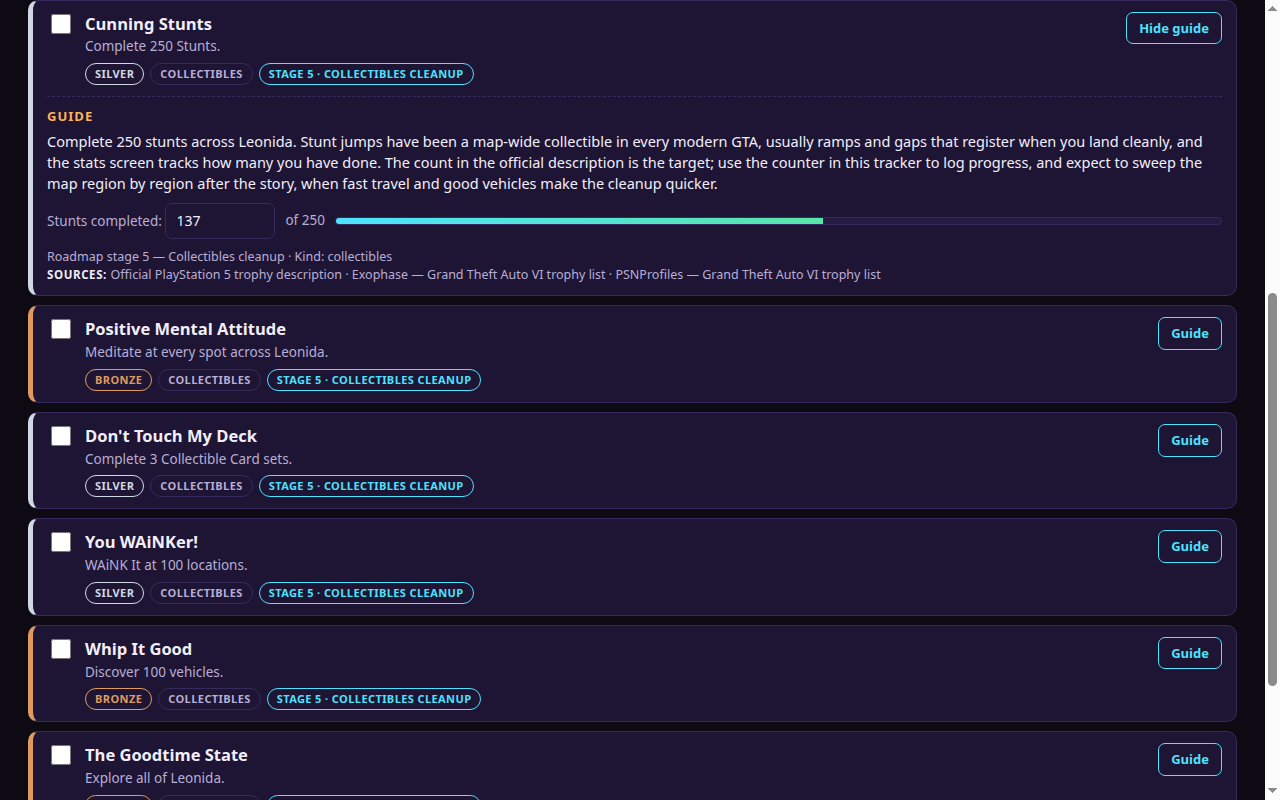 Cunning Stunts
Hide guide
Complete 250 Stunts.
SILVER COLLECTIBLES STAGE 5 · COLLECTIBLES CLEANUP
GUIDE
Complete 250 stunts across Leonida. Stunt jumps have been a map-wide collectible in every modern GTA, usually ramps and gaps that register when you land cleanly, and
the stats screen tracks how many you have done. The count in the official description is the target; use the counter in this tracker to log progress, and expect to sweep the
map region by region after the story, when fast travel and good vehicles make the cleanup quicker.
Stunts completed: 137 of 250
Roadmap stage 5 — Collectibles cleanup · Kind: collectibles
SOURCES: Official PlayStation 5 trophy description · Exophase — Grand Theft Auto VI trophy list · PSNProfiles — Grand Theft Auto VI trophy list
Positive Mental Attitude
Guide
Meditate at every spot across Leonida.
BRONZE COLLECTIBLES STAGE 5 · COLLECTIBLES CLEANUP
Don't Touch My Deck
Guide
Complete 3 Collectible Card sets.
SILVER COLLECTIBLES STAGE 5 · COLLECTIBLES CLEANUP
You WAiNKer!
Guide
WAiNK It at 100 locations.
SILVER COLLECTIBLES STAGE 5 · COLLECTIBLES CLEANUP
Whip It Good
Guide
Discover 100 vehicles.
BRONZE COLLECTIBLES STAGE 5 · COLLECTIBLES CLEANUP
The Goodtime State
Guide
Explore all of Leonida.